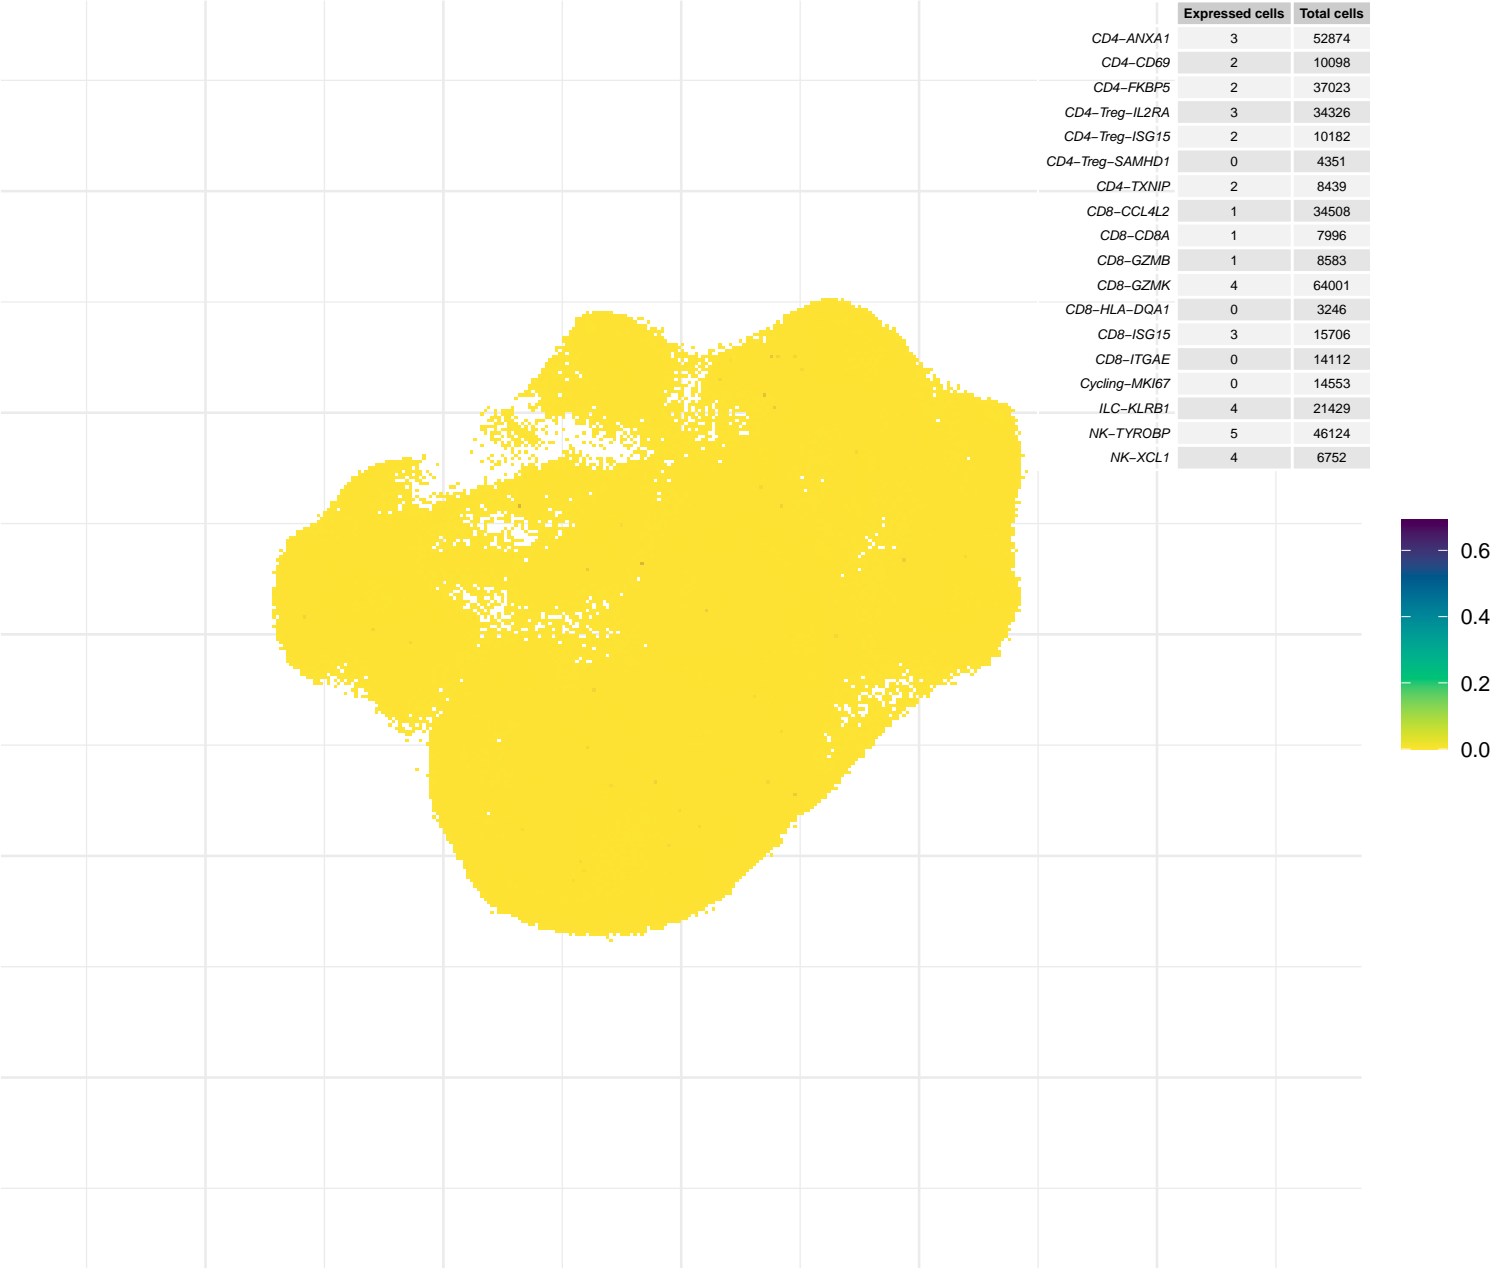 Expressed cells Total cells
CD4−ANXA1 3 52874
CD4−CD69 2 10098
CD4−FKBP5 2 37023
CD4−Treg−IL2RA 3 34326
CD4−Treg−ISG15 2 10182
CD4−Treg−SAMHD1 0 4351
CD4−TXNIP 2 8439
CD8−CCL4L2 1 34508
CD8−CD8A 1 7996
CD8−GZMB 1 8583
CD8−GZMK 4 64001
CD8−HLA−DQA1 0 3246
CD8−ISG15 3 15706
CD8−ITGAE 0 14112
Cycling−MKI67 0 14553
ILC−KLRB1 4 21429
NK−TYROBP 5 46124
NK−XCL1 4 6752
0.6
0.4
0.2
0.0